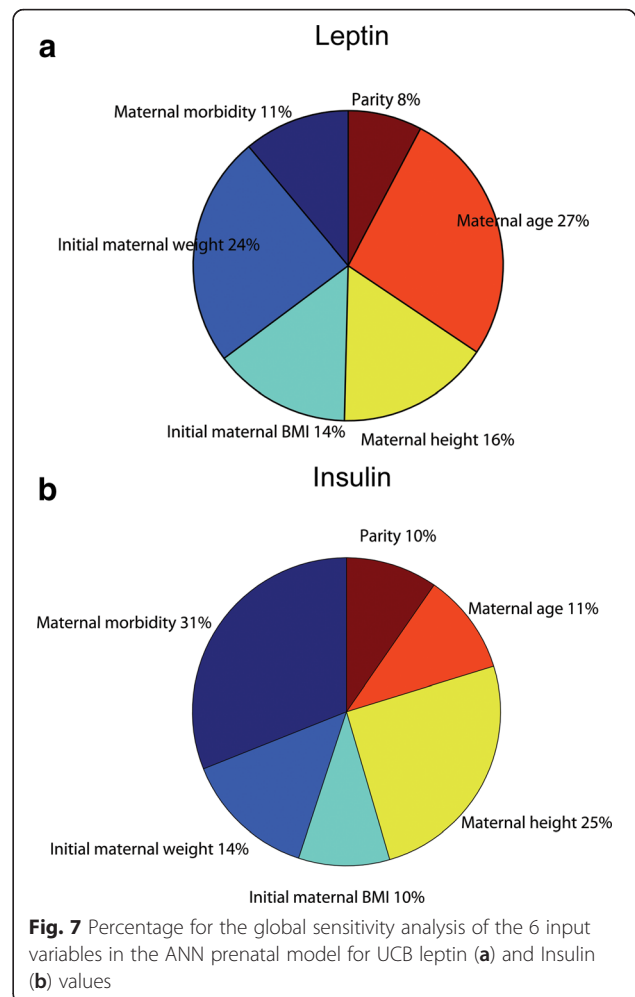 a
Leptin
Parity 8%
Maternal morbidity 11%
Maternal age 27%
Initial maternal weight 24%
Initial maternal BMI 14%
Maternal height 16%
b
Insulin
Parity 10%
Maternal age 11%
Maternal morbidity 31%
Maternal height 25%
Initial maternal weight 14%
Initial maternal BMI 10%
Fig. 7 Percentage for the global sensitivity analysis of the 6 input
variables in the ANN prenatal model for UCB leptin (a) and Insulin
(b) values